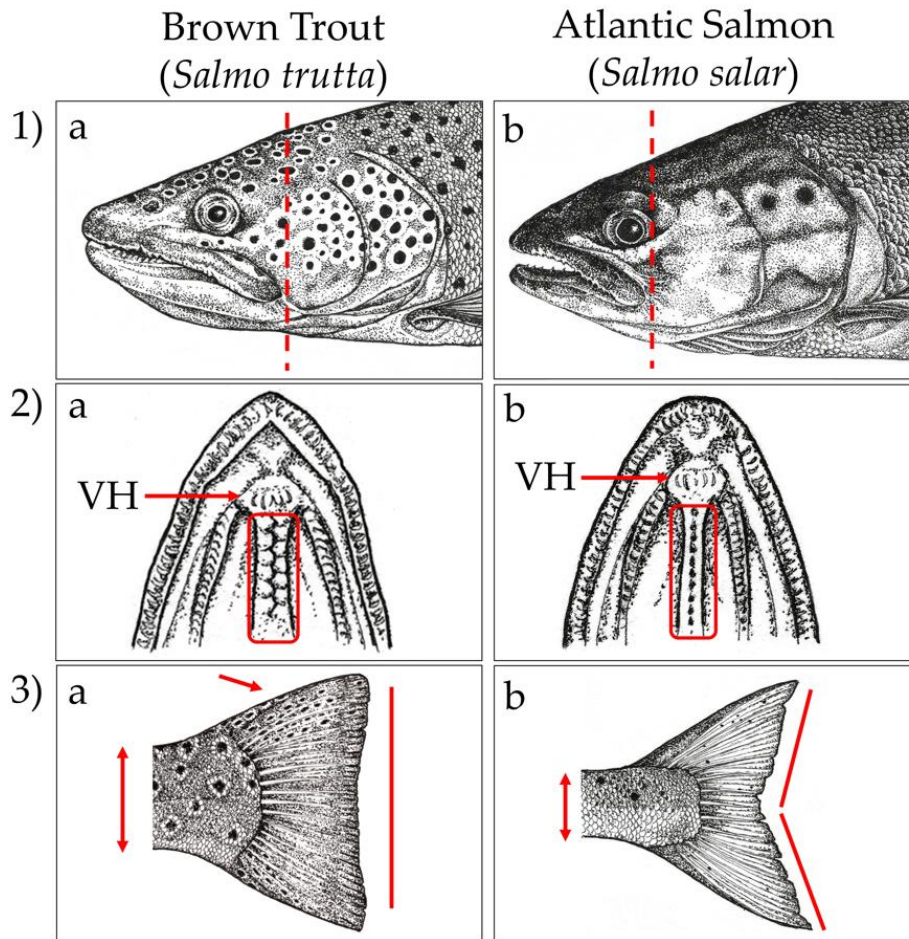 Brown Trout
(Salmo trutta)
Atlantic Salmon
(Salmo salar)
1) a
b
2) a
VH
b
VH
3) a
b